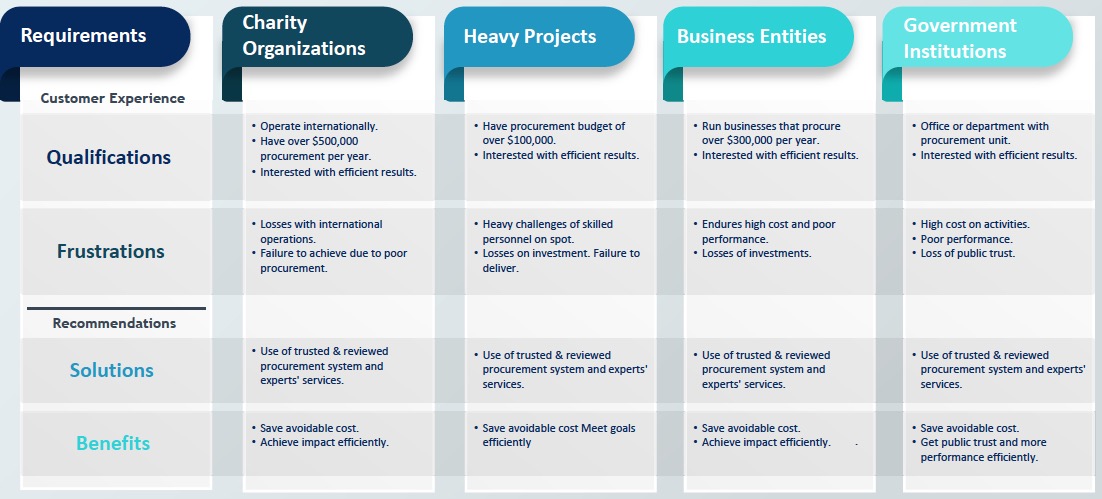 Requirements
Charity
Organizations
Heavy Projects
Business Entities
Government
Institutions
Customer Experience
Qualifications
• Operate internationally.
• Have over $500,000
procurement per year.
• Interested with efficient results.
• Have procurement budget of
over $100,000.
• Interested with efficient results.
• Run businesses that procure
over $300,000 per year.
• Interested with efficient results.
• Office or department with
procurement unit.
• Interested with efficient results.
Frustrations
• Losses with international
operations.
• Failure to achieve due to poor
procurement.
• Heavy challenges of skilled
personnel on spot.
• Losses on investment. Failure to
deliver.
• Endures high cost and poor
performance.
• Losses of investments.
• High cost on activities.
• Poor performance.
• Loss of public trust.
Recommendations
Solutions
• Use of trusted & reviewed
procurement system and
experts' services.
• Use of trusted & reviewed
procurement system and experts'
services.
• Use of trusted & reviewed
procurement system and
experts' services.
• Use of trusted & reviewed
procurement system and experts'
services.
Benefits
• Save avoidable cost.
• Achieve impact efficiently.
• Save avoidable cost Meet goals
efficiently
• Save avoidable cost.
• Achieve impact efficiently. .
• Save avoidable cost.
• Get public trust and more
performance efficiently.